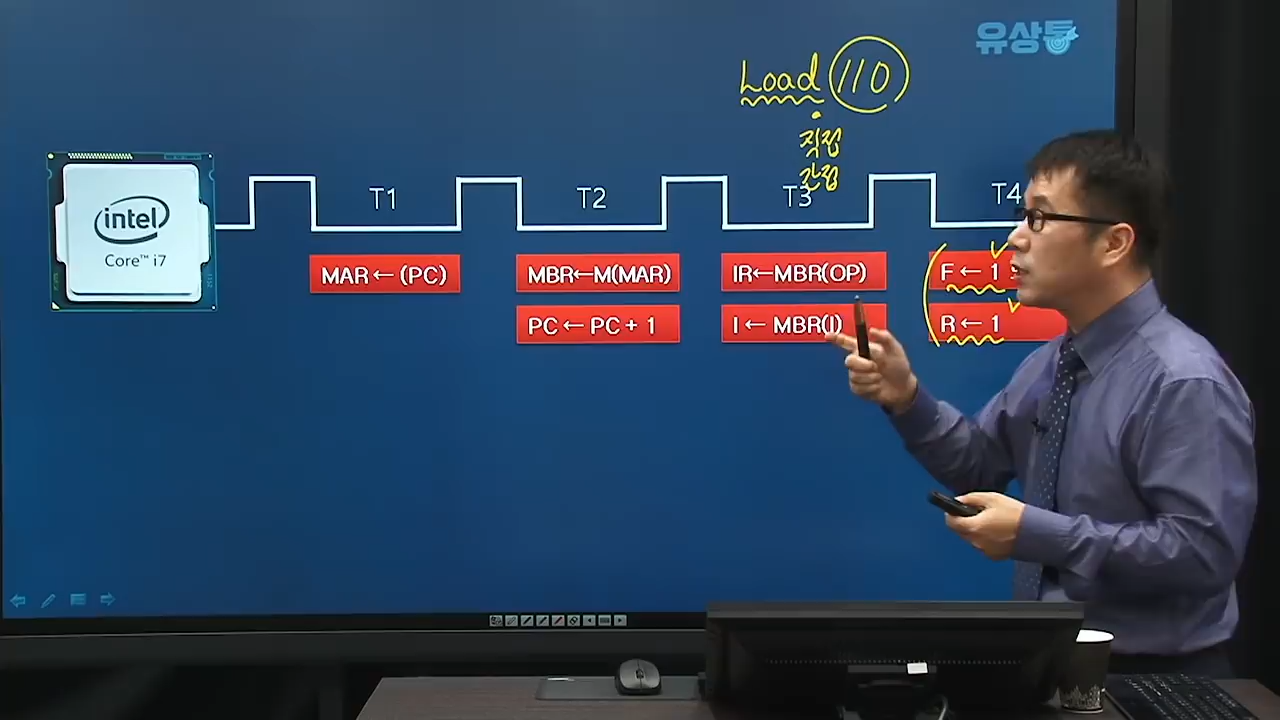 유상통
Load 110
직접
간접
T1
T2
T3
T4
intel
Core™ i7
MAR ← (PC)
MBR←M(MAR)
IR←MBR(OP)
F ← 1
PC ← PC + 1
I ← MBR(I)
R ← 1